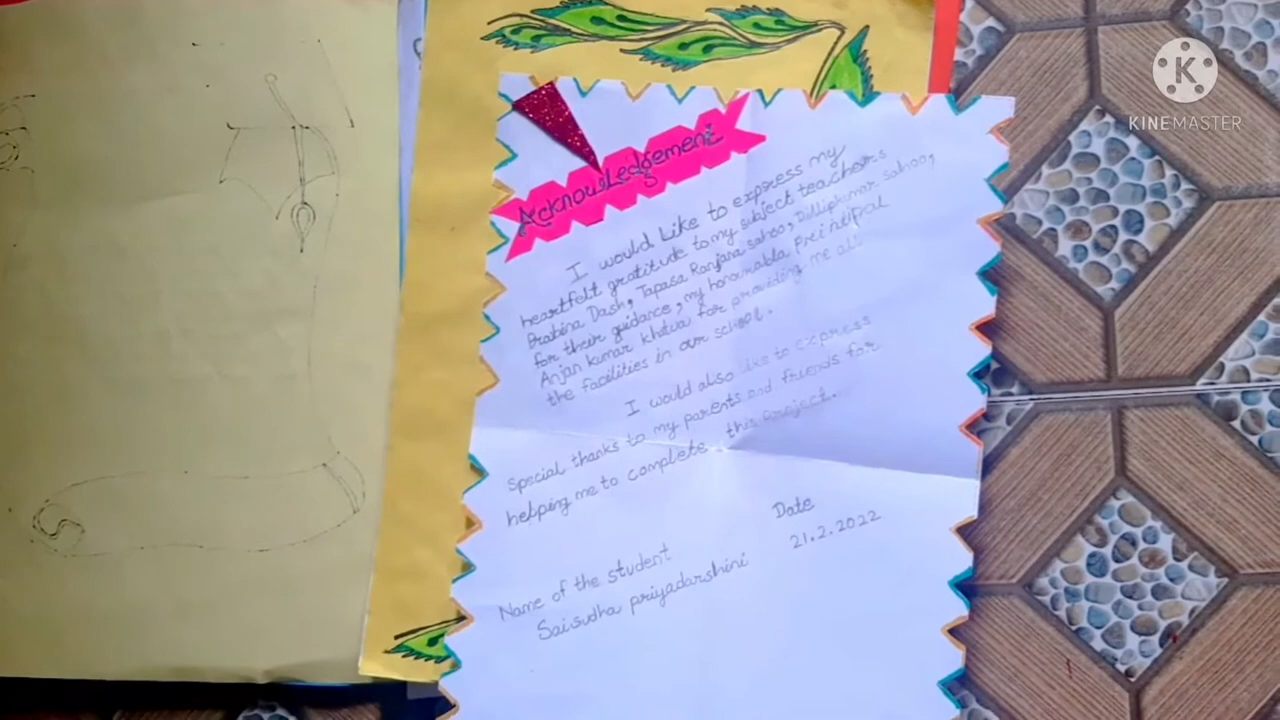 Acknowledgement
I would Like to express my
heartfelt gratitude to my subject teachers
Prabina Dash, Tapasa Ranjana sahoo, Dillipkumar sahoo,
for their guidance, my honourabla principal
Anjan kumar khitva for providing me all
the facilities in our school.
I would also like to express
special thanks to my parents and friends for
helping me to complete this project.
Date
21.2.2022
Name of the student
Saisudha priyadarshini
KINEMASTER